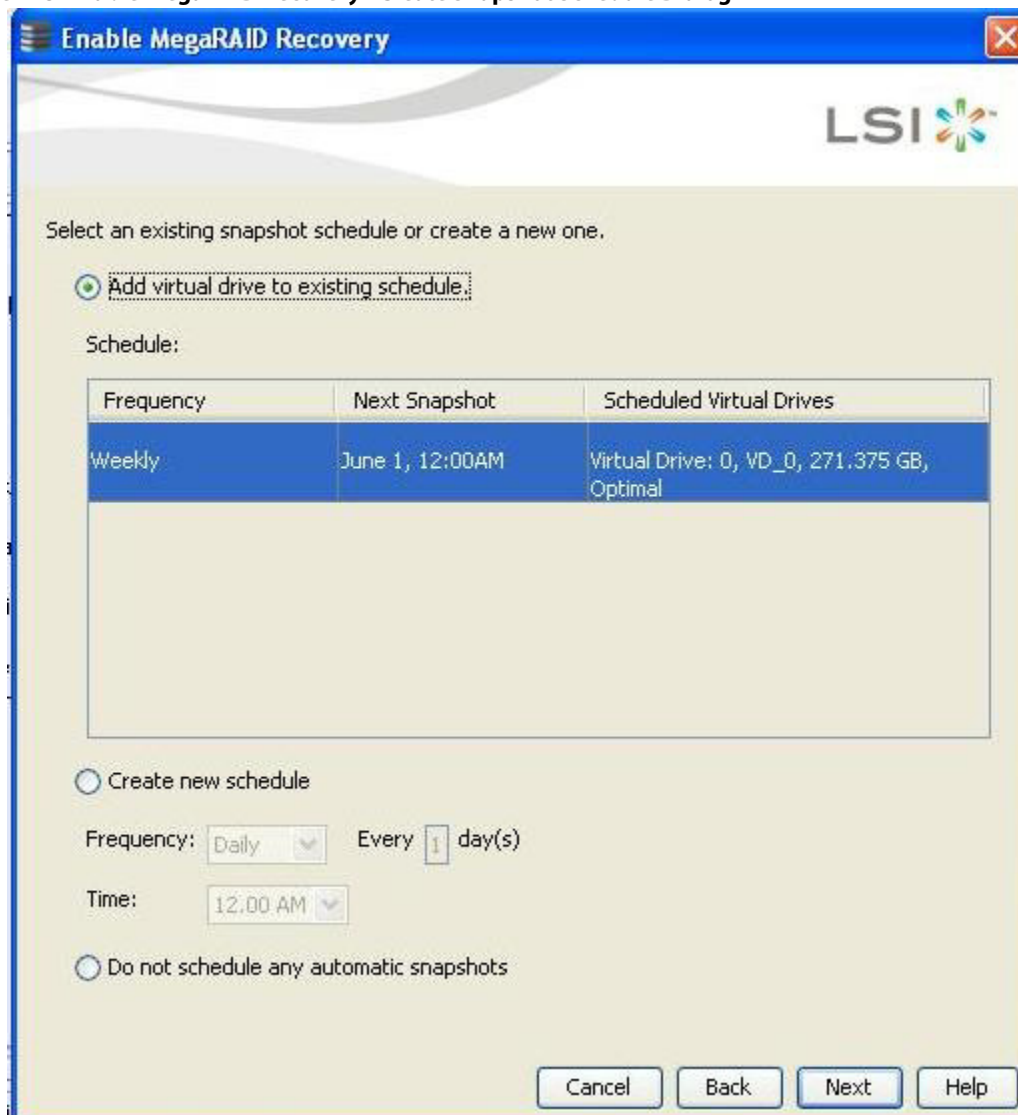 Enable MegaRAID Recovery
LSI
Select an existing snapshot schedule or create a new one.
Add virtual drive to existing schedule.
Schedule:
Frequency Next Snapshot Scheduled Virtual Drives
Weekly June 1, 12:00AM Virtual Drive: 0, VD_0, 271.375 GB,
Optimal
Create new schedule
Frequency: Daily Every 1 day(s)
Time: 12.00 AM
Do not schedule any automatic snapshots
Cancel Back Next Help